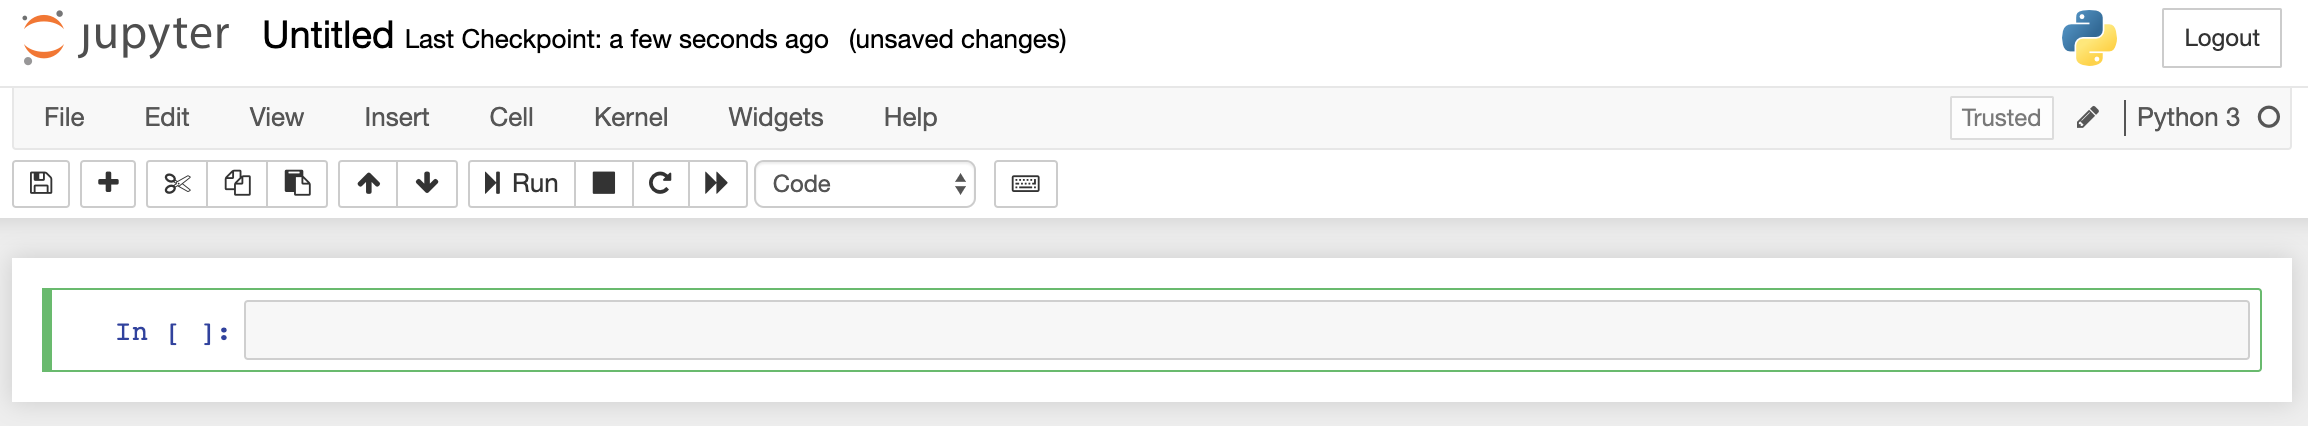 jupyter Untitled Last Checkpoint: a few seconds ago (unsaved changes) Logout
File Edit View Insert Cell Kernel Widgets Help Trusted Python 3
Run Code
In [ ]: